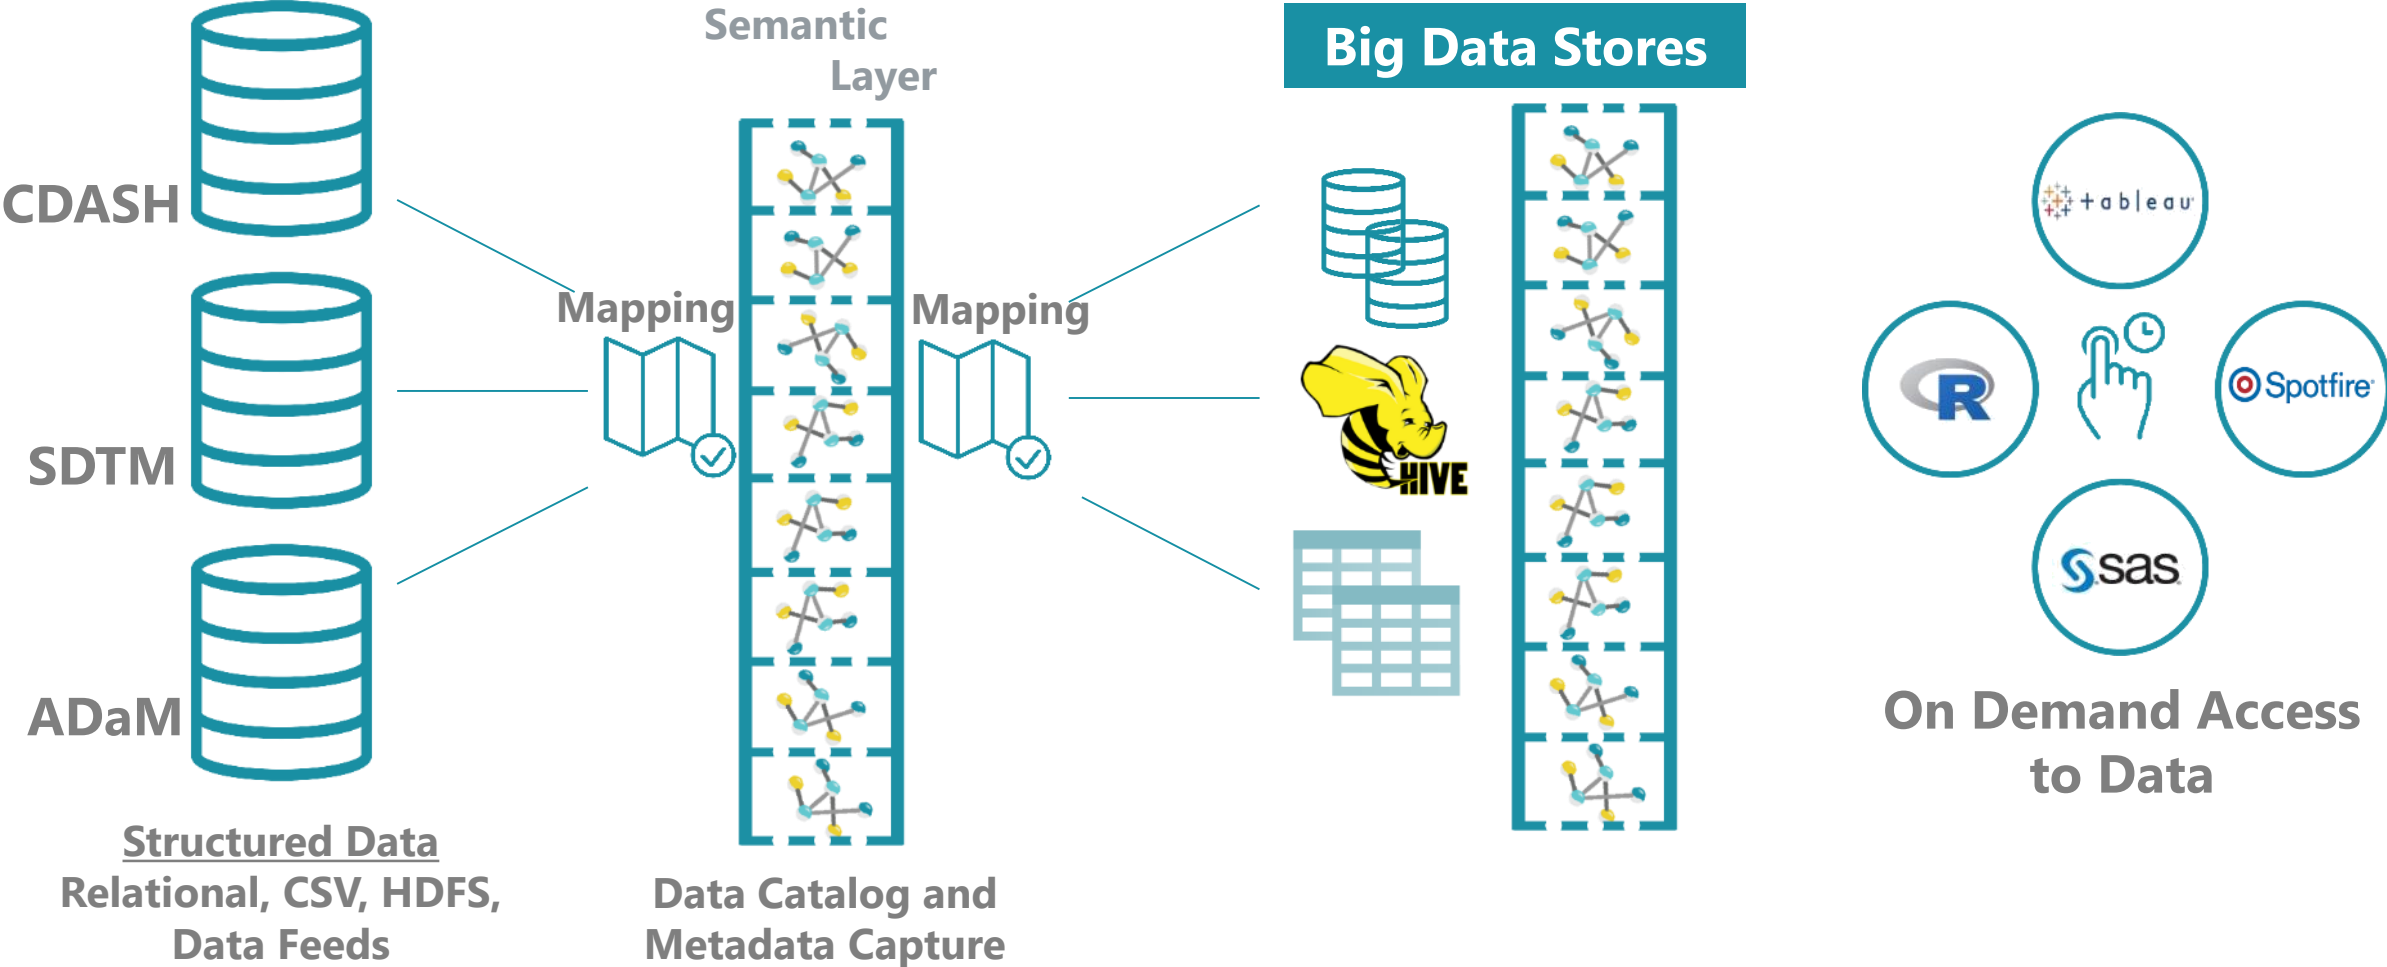 CDASH
SDTM
ADaM
Structured Data
Relational, CSV, HDFS,
Data Feeds
Mapping
Semantic
Layer
Data Catalog and
Metadata Capture
Mapping
Big Data Stores
HIVE
+ableau
R
Spotfire
sas
On Demand Access
to Data